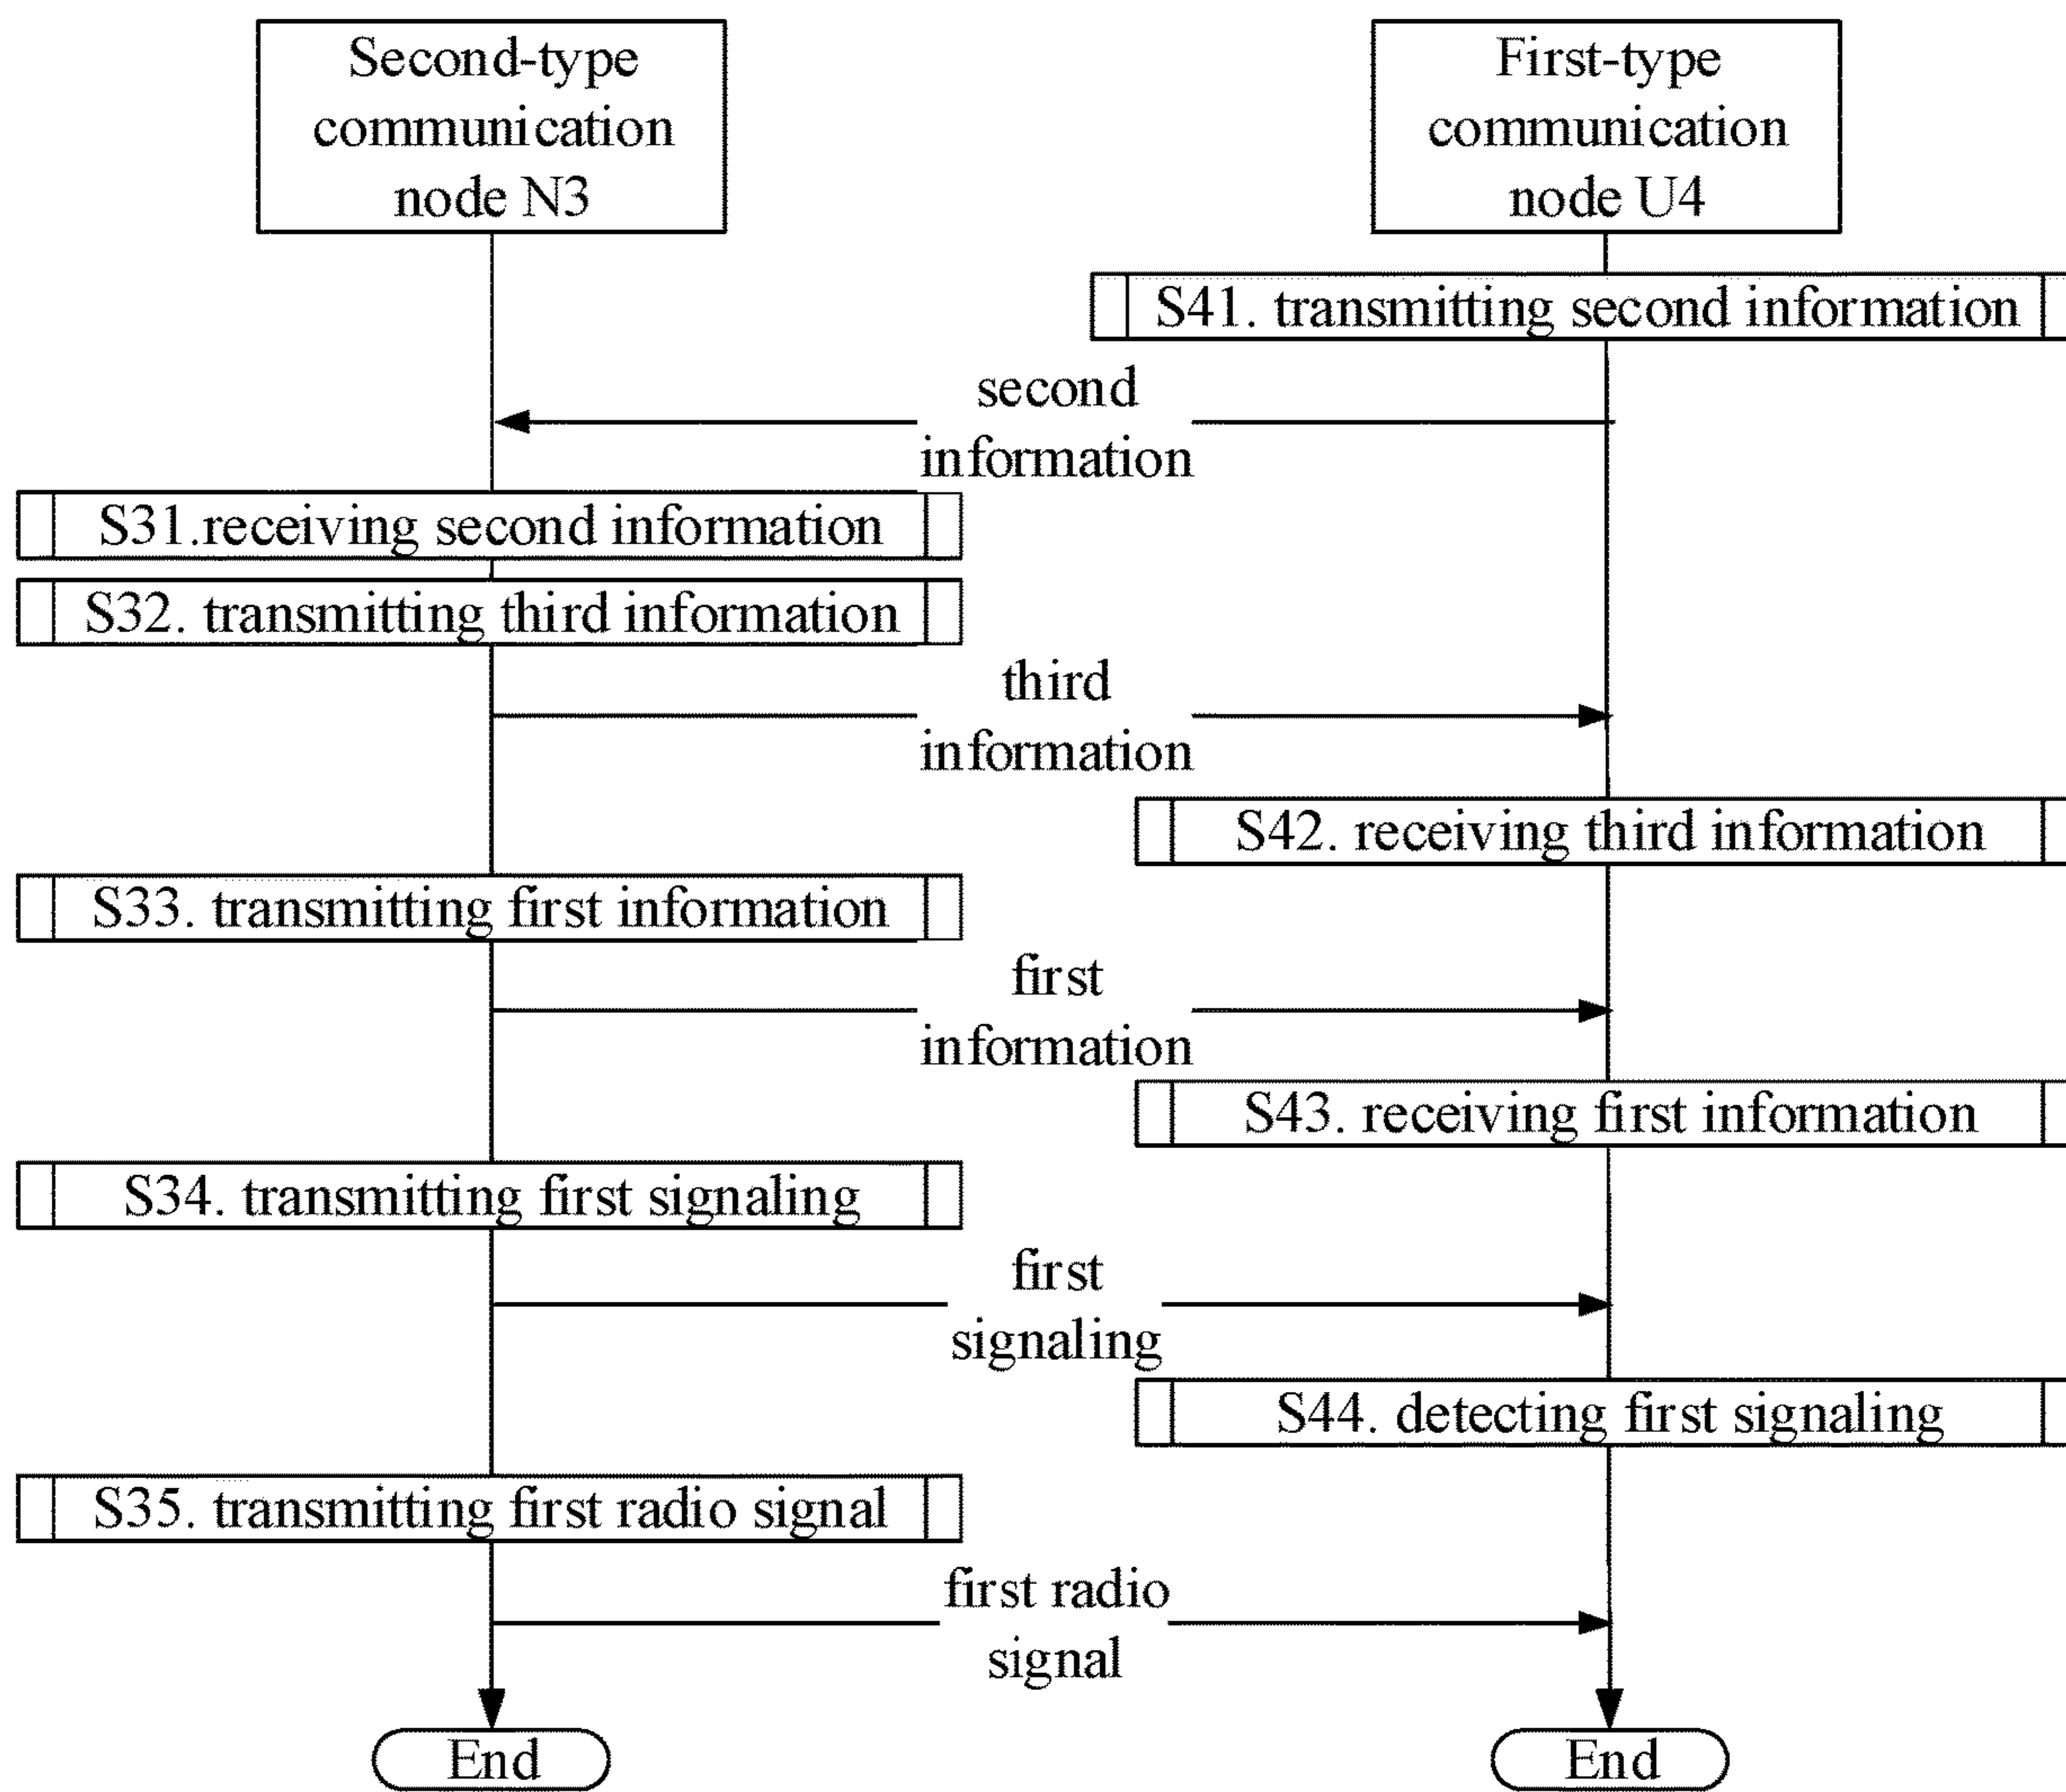 Second-type
communication
node N3
First-type
communication
node U4
S41. transmitting second information
second
information
S31.receiving second information
S32. transmitting third information
third
information
S42. receiving third information
S33. transmitting first information
first
information
S43. receiving first information
S34. transmitting first signaling
first
signaling
S44. detecting first signaling
S35. transmitting first radio signal
first radio
signal
End
End